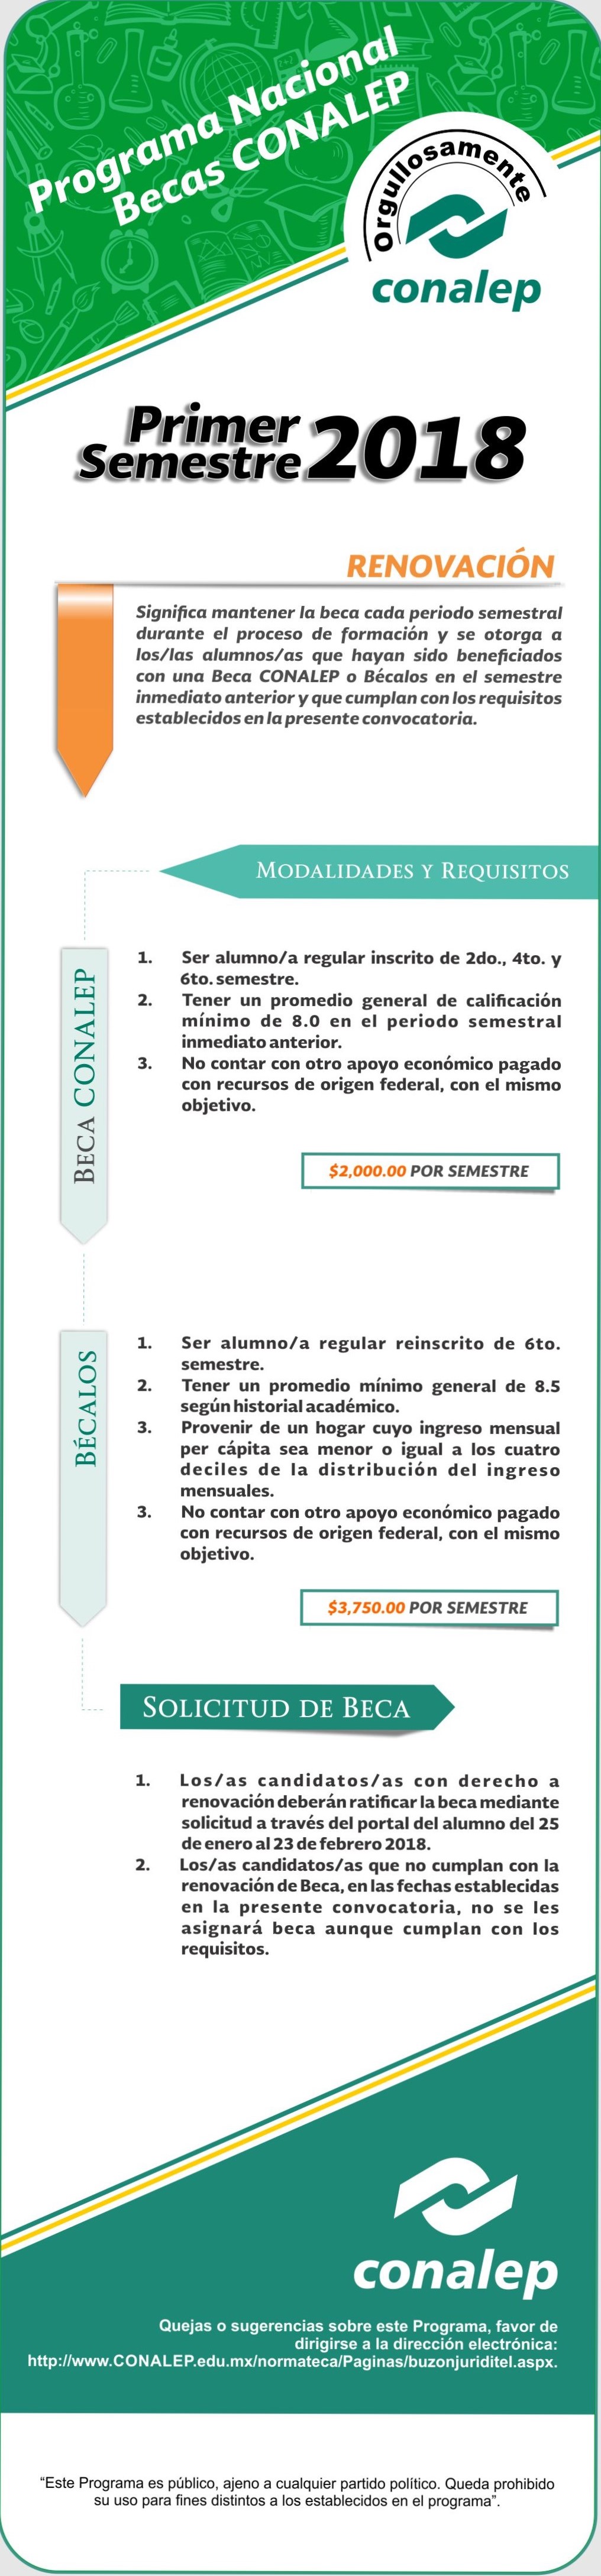 Programa Nacional
Becas CONALEP
Orgullosamente
conalep
Primer
Semestre 2018
RENOVACIÓN
Significa mantener la beca cada periodo semestral
durante el proceso de formación y se otorga a
los/las alumnos/as que hayan sido beneficiados
con una Beca CONALEP o Bécalos en el semestre
inmediato anterior y que cumplan con los requisitos
establecidos en la presente convocatoria.
MODALIDADES Y REQUISITOS
BECA CONALEP
1. Ser alumno/a regular inscrito de 2do., 4to. y
6to. semestre.
2. Tener un promedio general de calificación
mínimo de 8.0 en el periodo semestral
inmediato anterior.
3. No contar con otro apoyo económico pagado
con recursos de origen federal, con el mismo
objetivo.
$2,000.00 POR SEMESTRE
BÉCALOS
1. Ser alumno/a regular reinscrito de 6to.
semestre.
2. Tener un promedio mínimo general de 8.5
según historial académico.
3. Provenir de un hogar cuyo ingreso mensual
per cápita sea menor o igual a los cuatro
deciles de la distribución del ingreso
mensuales.
3. No contar con otro apoyo económico pagado
con recursos de origen federal, con el mismo
objetivo.
$3,750.00 POR SEMESTRE
SOLICITUD DE BECA
1. Los/as candidatos/as con derecho a
renovación deberán ratificar la beca mediante
solicitud a través del portal del alumno del 25
de enero al 23 de febrero 2018.
2. Los/as candidatos/as que no cumplan con la
renovación de Beca, en las fechas establecidas
en la presente convocatoria, no se les
asignará beca aunque cumplan con los
requisitos.
conalep
Quejas o sugerencias sobre este Programa, favor de
dirigirse a la dirección electrónica:
http://www.CONALEP.edu.mx/normateca/Paginas/buzonjuriditel.aspx.
“Este Programa es público, ajeno a cualquier partido político. Queda prohibido
su uso para fines distintos a los establecidos en el programa”.